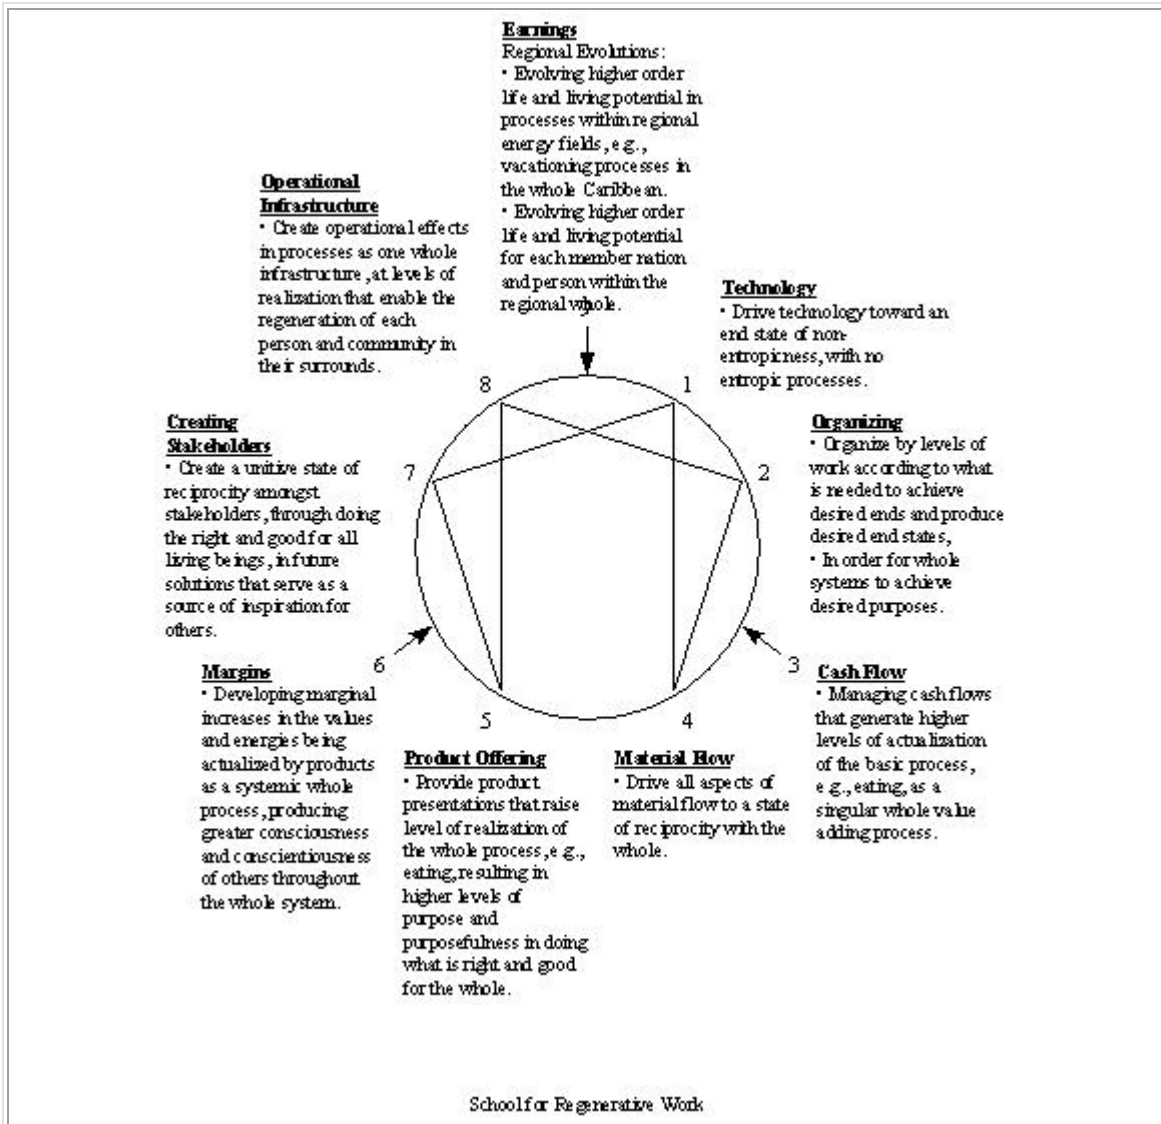 Earnings
Regional Evolutions:
• Evolving higher order
life and living potential in
processes within regional
energy fields, e.g.,
vacationing processes in
the whole Caribbean.
• Evolving higher order
life and living potential
for each member nation
and person within the
regional whole.
9
Operational
Infrastructure
• Create operational effects
in processes as one whole
infrastructure, at levels of
realization that enable the
regeneration of each
person and community in
their surrounds.
8
Technology
• Drive technology toward an
end state of non-
entropicness, with no
entropic processes.
1
Creating
Stakeholders
• Create a unitive state of
reciprocity amongst
stakeholders, through doing
the right and good for all
living beings, in future
solutions that serve as a
source of inspiration for
others.
7
Organizing
• Organize by levels of
work according to what
is needed to achieve
desired ends and produce
desired end states,
• In order for whole
systems to achieve
desired purposes.
2
Margins
• Developing marginal
increases in the values
and energies being
actualized by products
as a systemic whole
process, producing
greater consciousness
and conscientiousness
of others throughout
the whole system.
6
3
Cash Flow
• Managing cash flows
that generate higher
levels of actualization
of the basic process,
e.g., eating, as a
singular whole value
adding process.
5
Product Offering
• Provide product
presentations that raise
level of realization of
the whole process, e.g.,
eating, resulting in
higher levels of
purpose and
purposefulness in doing
what is right and good
for the whole.
4
Material Flow
• Drive all aspects of
material flow to a state
of reciprocity with the
whole.
School for Regenerative Work